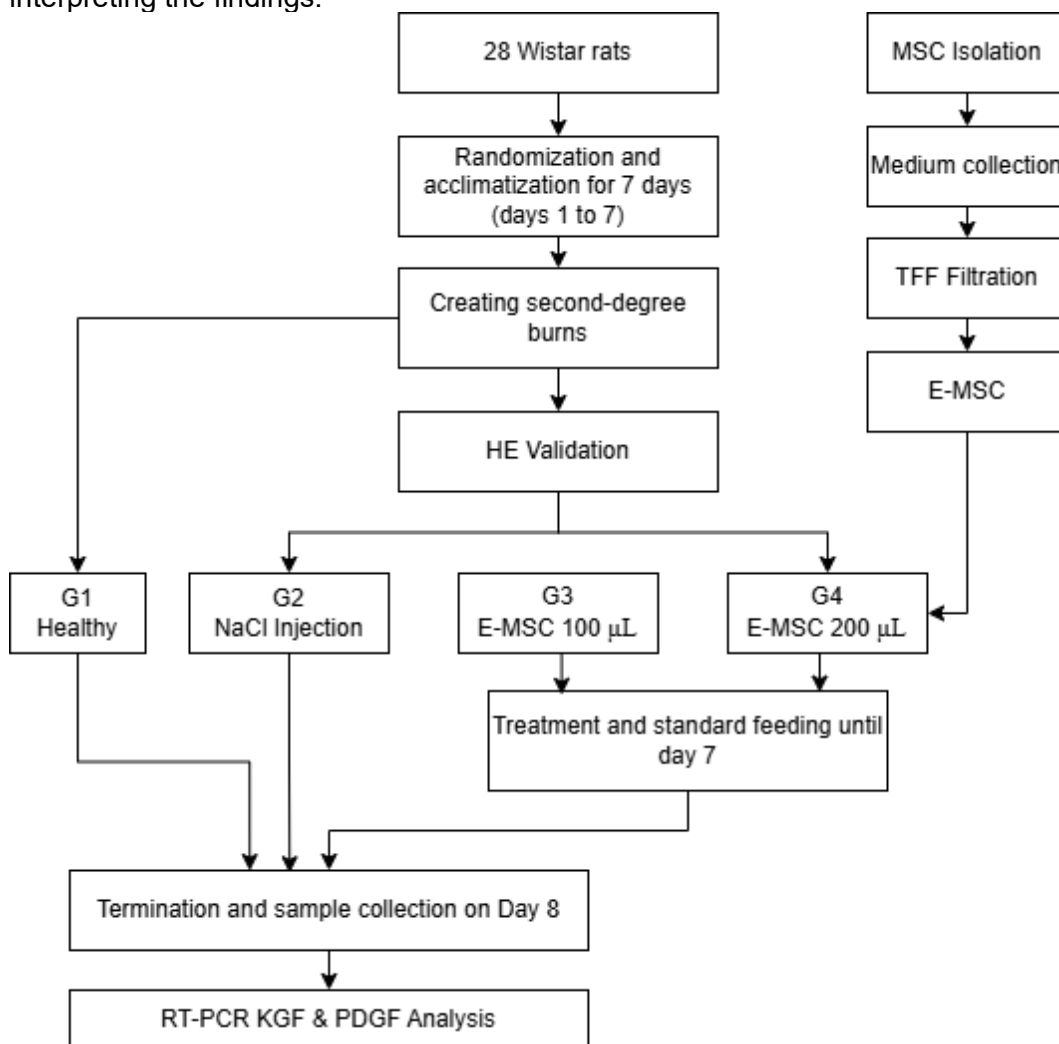 interpreting the findings.
28 Wistar rats
MSC Isolation
Randomization and
acclimatization for 7 days
(days 1 to 7)
Medium collection
Creating second-degree
burns
TFF Filtration
E-MSC
HE Validation
G1
Healthy
G2
NaCl Injection
G3
E-MSC 100 μL
G4
E-MSC 200 μL
Treatment and standard feeding until
day 7
Termination and sample collection on Day 8
RT-PCR KGF & PDGF Analysis